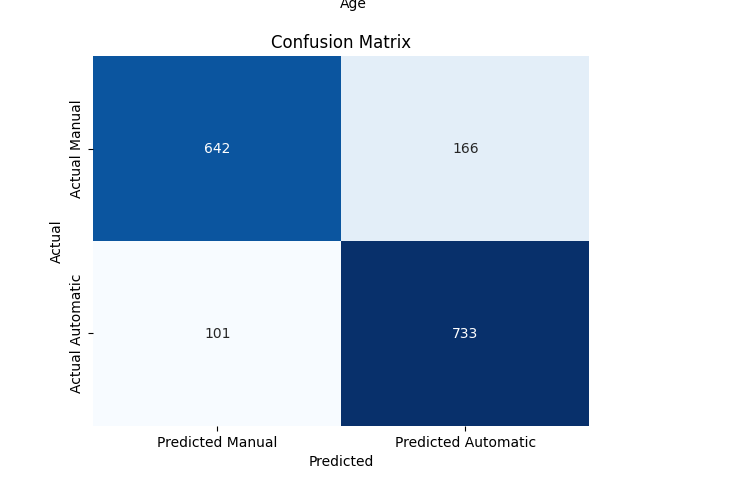 Age
Confusion Matrix
Actual Manual
642
166
Actual
Actual Automatic
101
733
Predicted Manual
Predicted Automatic
Predicted